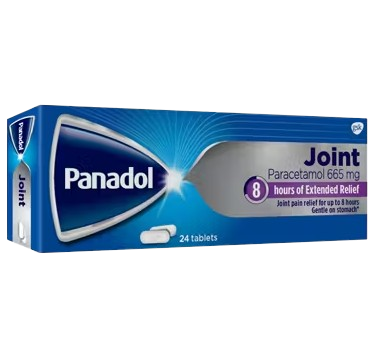 Panadol
Joint
gsk
Joint
Paracetamol 665 mg
8 hours of Extended Relief
Joint pain relief for up to 8 hours
Gentle on stomach*
Panadol
24 tablets